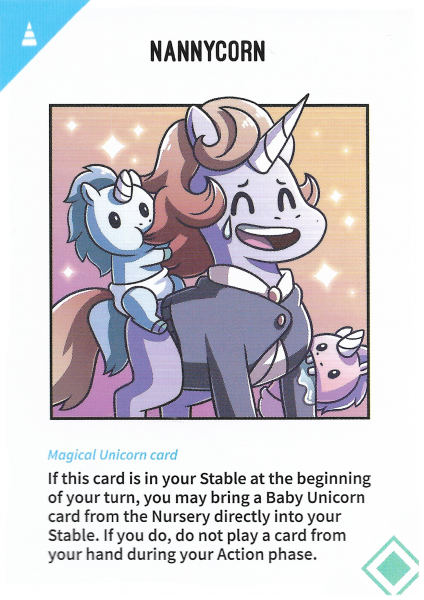 NANNYCORN
Magical Unicorn card
If this card is in your Stable at the beginning
of your turn, you may bring a Baby Unicorn
card from the Nursery directly into your
Stable. If you do, do not play a card from
your hand during your Action phase.